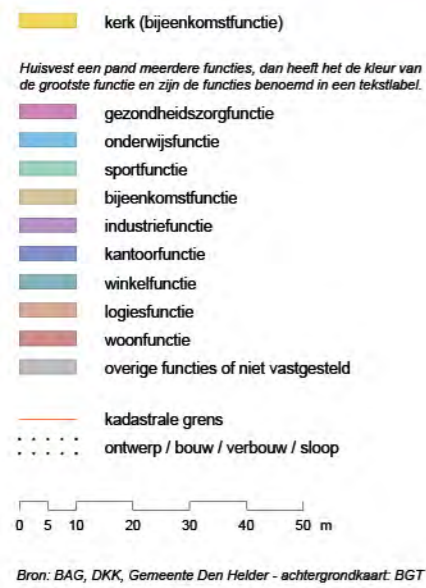 kerk (bijeenkomstfunctie)
Huisvest een pand meerdere functies, dan heeft het de kleur van
de grootste functie en zijn de functies benoemd in een tekstlabel.
gezondheidszorgfunctie
onderwijsfunctie
sportfunctie
bijeenkomstfunctie
industriefunctie
kantoorfunctie
winkelfunctie
logiesfunctie
woonfunctie
overige functies of niet vastgesteld
kadastrale grens
ontwerp / bouw / verbouw / sloop
0 5 10 20 30 40 50 m
Bron: BAG, DKK, Gemeente Den Helder - achtergrondkaart: BGT